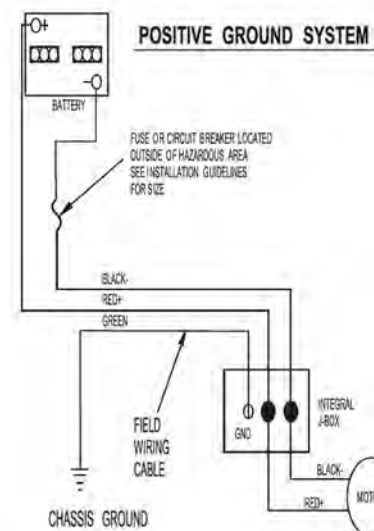 POSITIVE GROUND SYSTEM
+
-
BATTERY
FUSE OR CIRCUIT BREAKER LOCATED
OUTSIDE OF HAZARDOUS AREA
SEE INSTALLATION GUIDELINES
FOR SIZE
BLACK-
RED+
GREEN
FIELD
WIRING
CABLE
GND
INTEGRAL
J-BOX
BLACK-
RED+
MOTO
CHASSIS GROUND